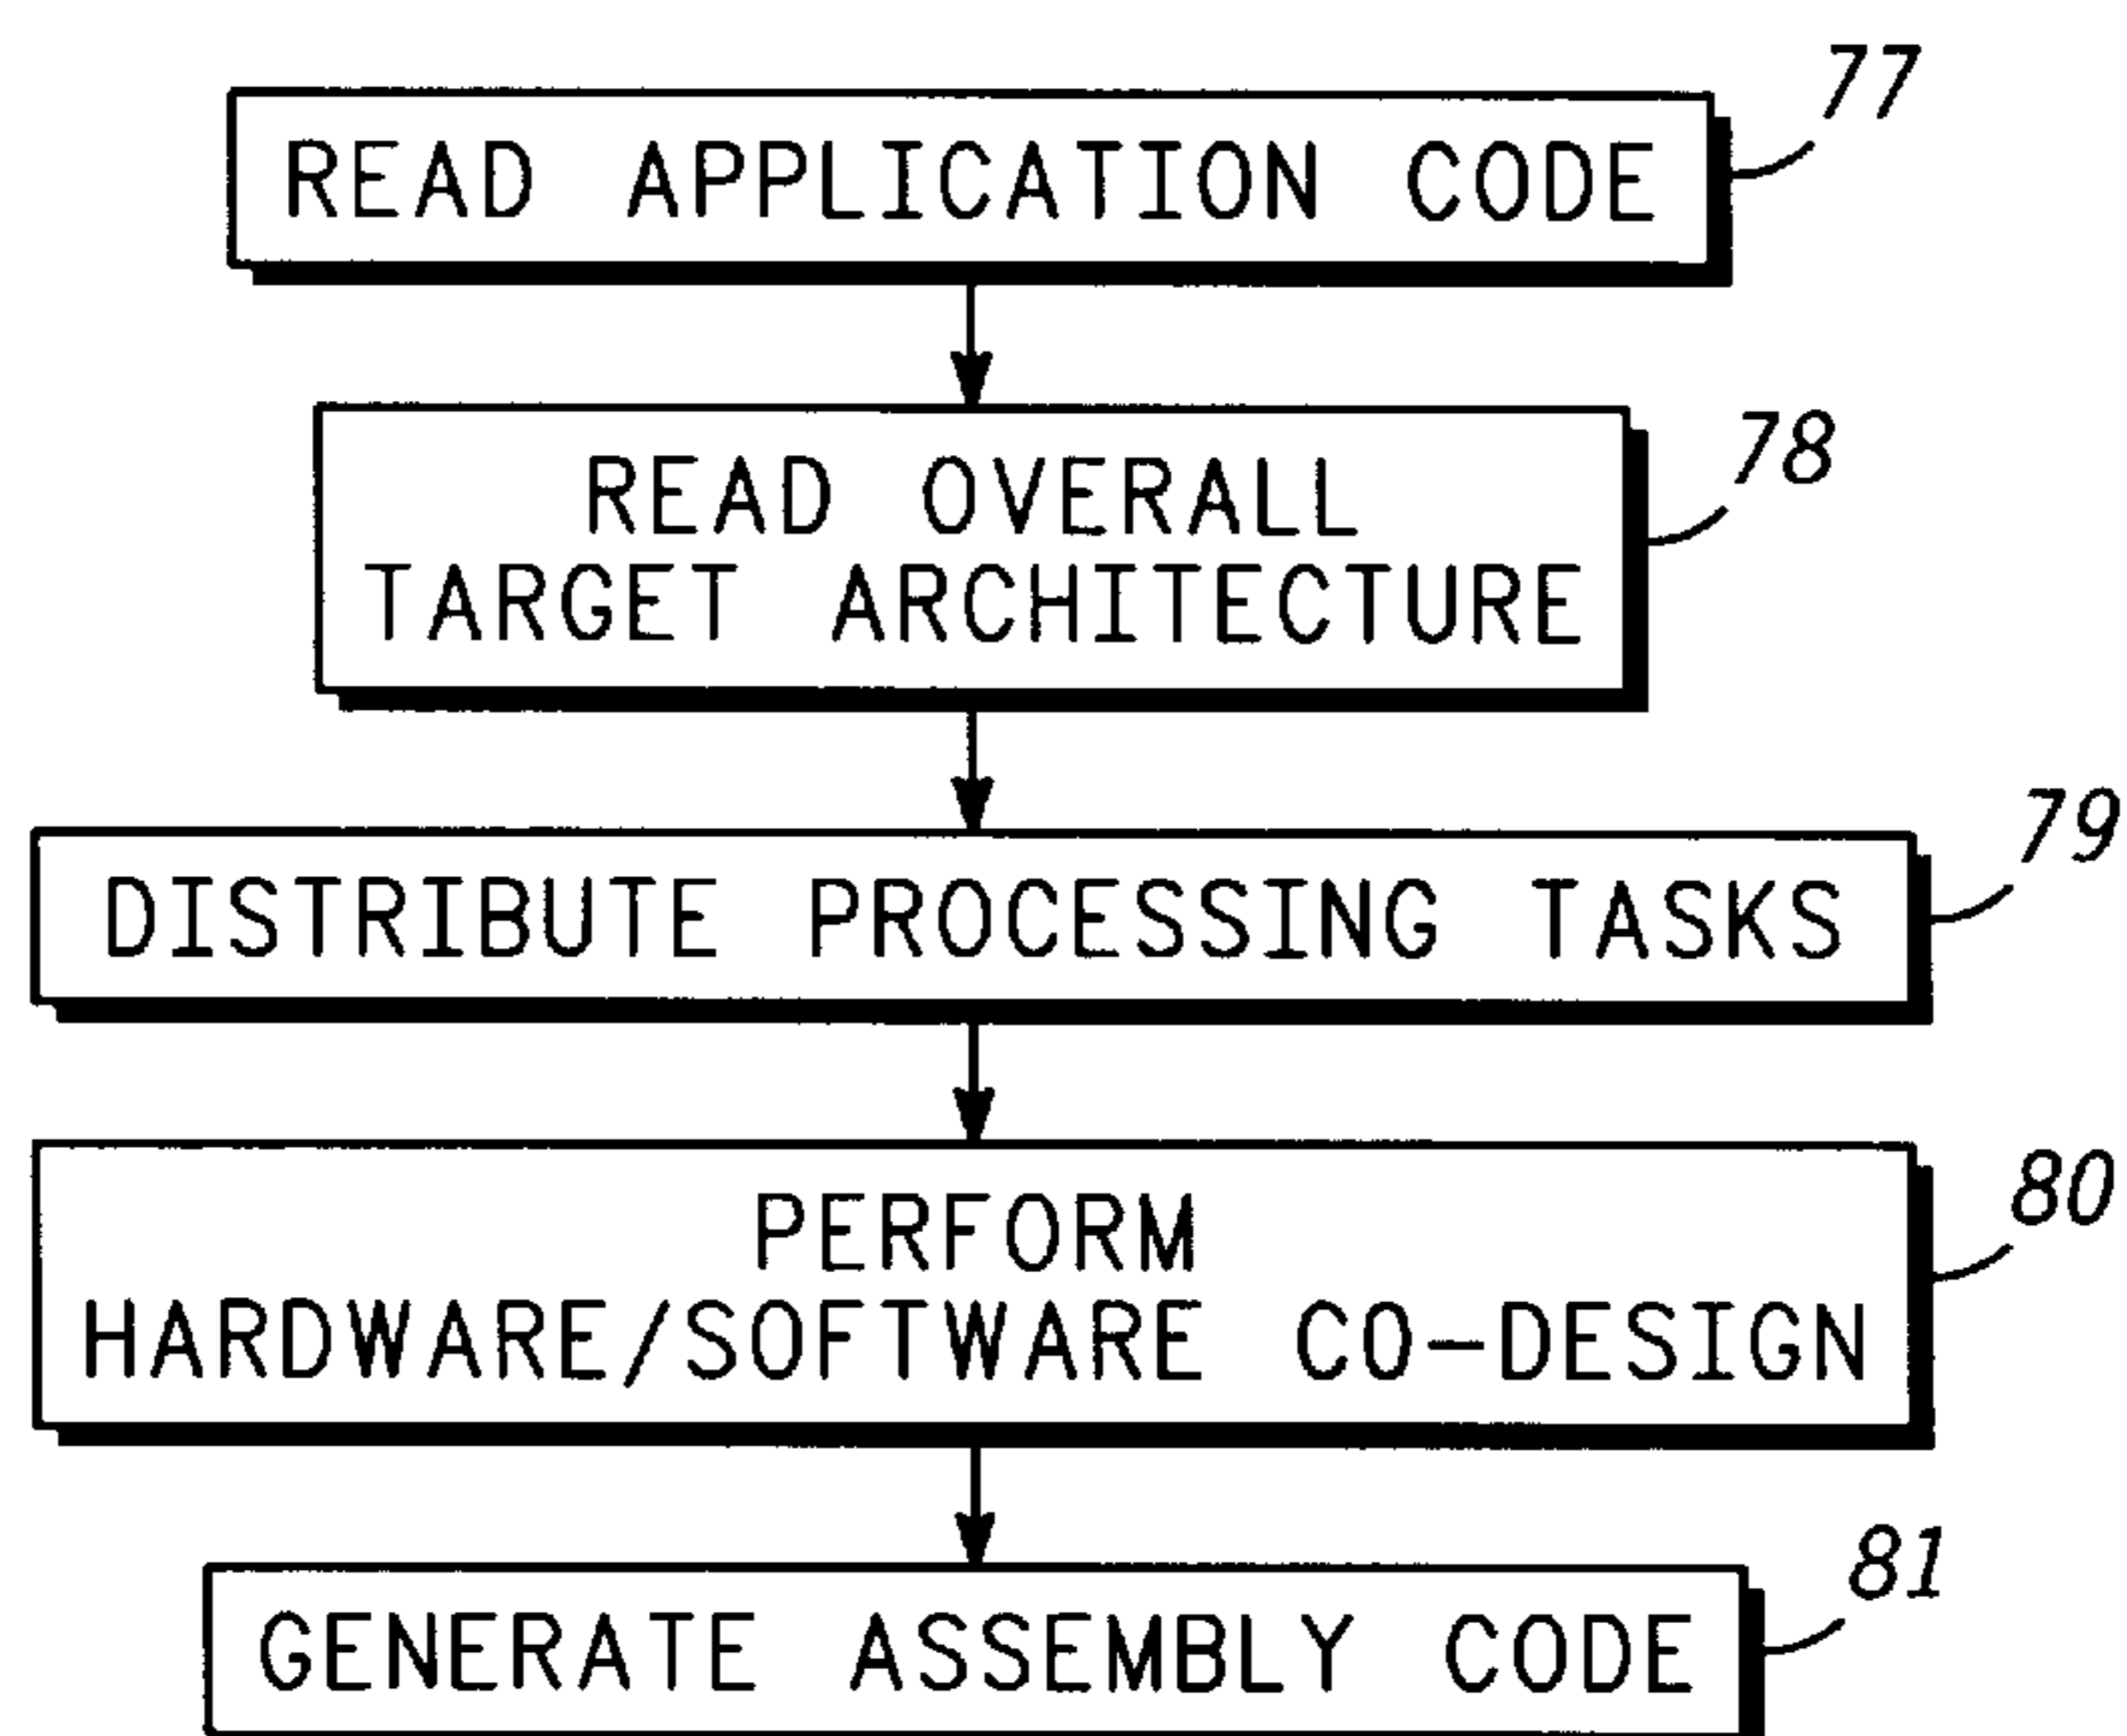 77
READ APPLICATION CODE
78
READ OVERALL
TARGET ARCHITECTURE
79
DISTRIBUTE PROCESSING TASKS
80
PERFORM
HARDWARE/SOFTWARE CO-DESIGN
81
GENERATE ASSEMBLY CODE